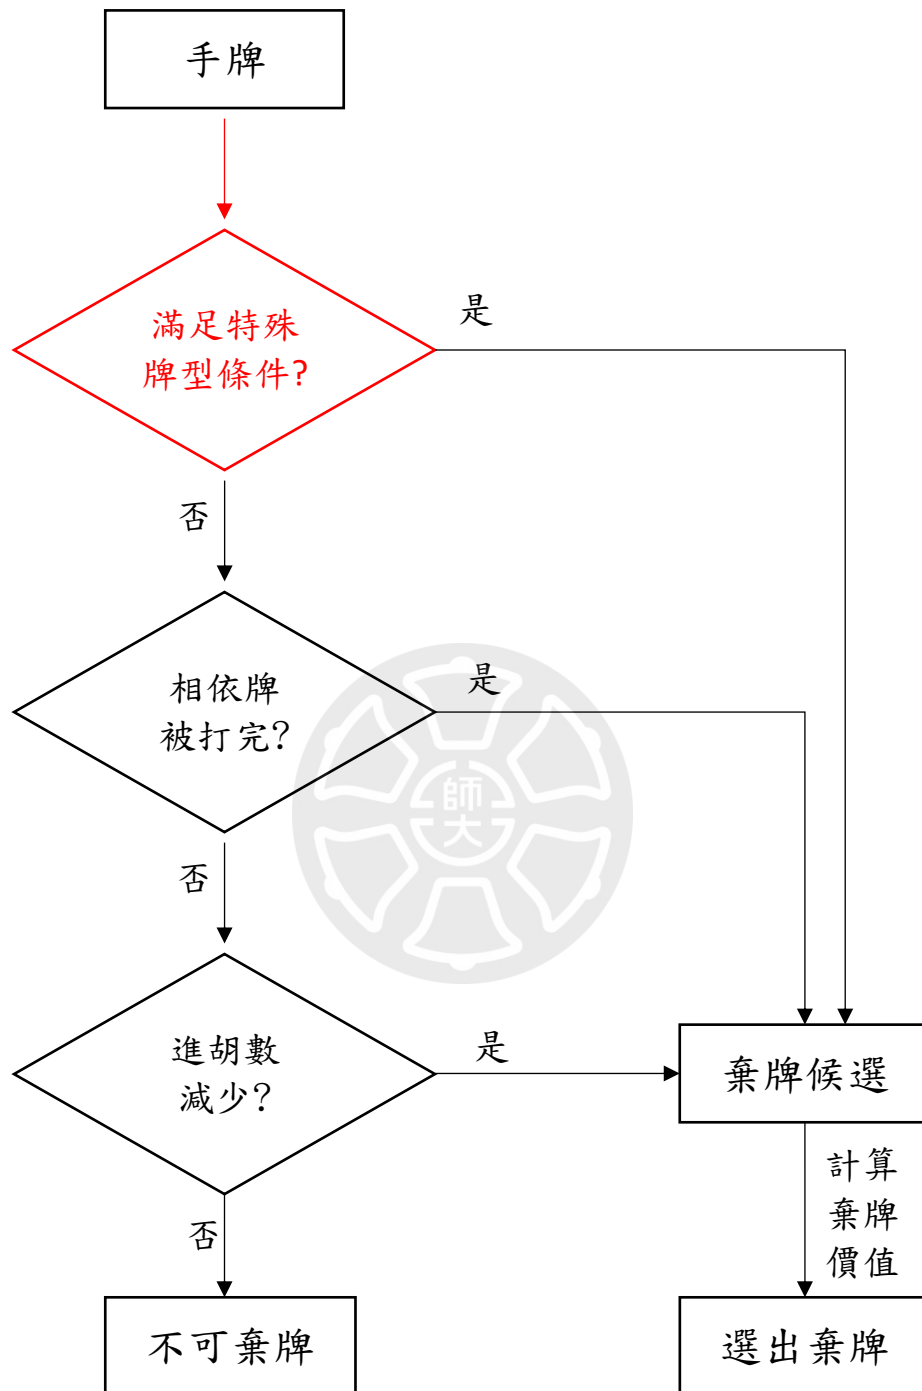 手牌
滿足特殊
牌型條件?
是
否
相依牌
被打完?
是
師
大
否
進胡數
減少?
是
棄牌候選
計算
棄牌
價值
否
不可棄牌
選出棄牌